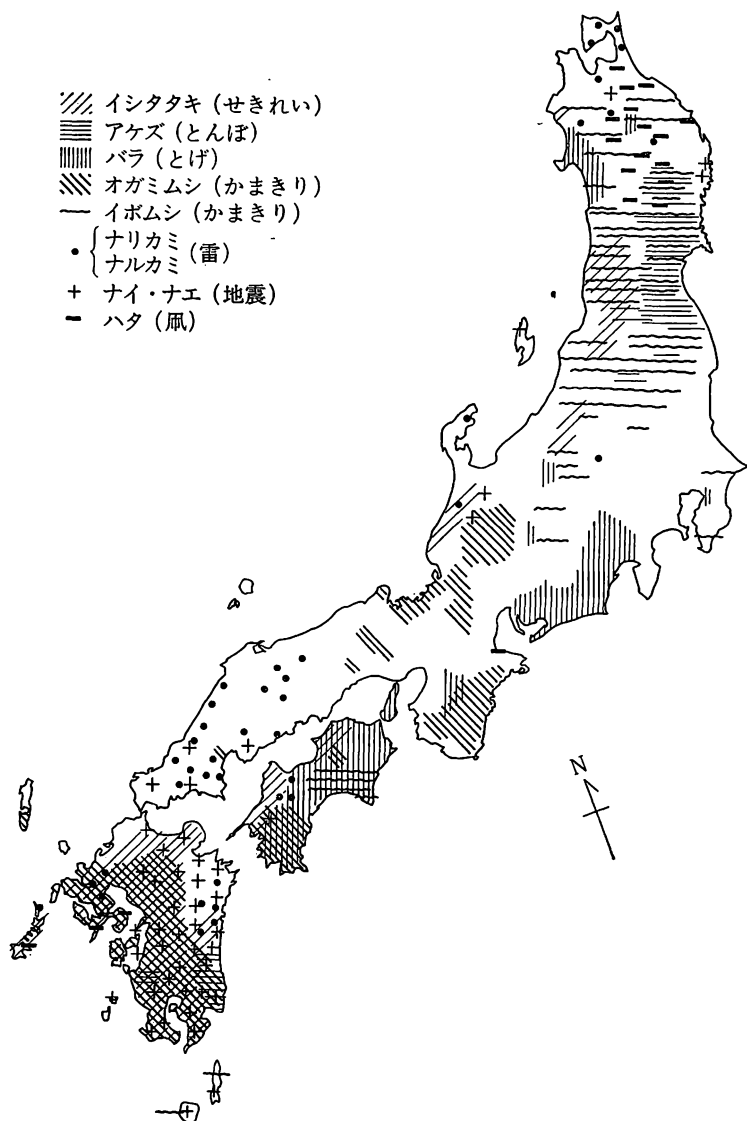 イシタタキ(せきれい)
アケズ(とんぼ)
バラ(とげ)
オガミムシ(かまきり)
イボムシ(かまきり)
ナリカミ
ナルカミ(雷)
ナイ・ナエ(地震)
ハタ(凧)
N